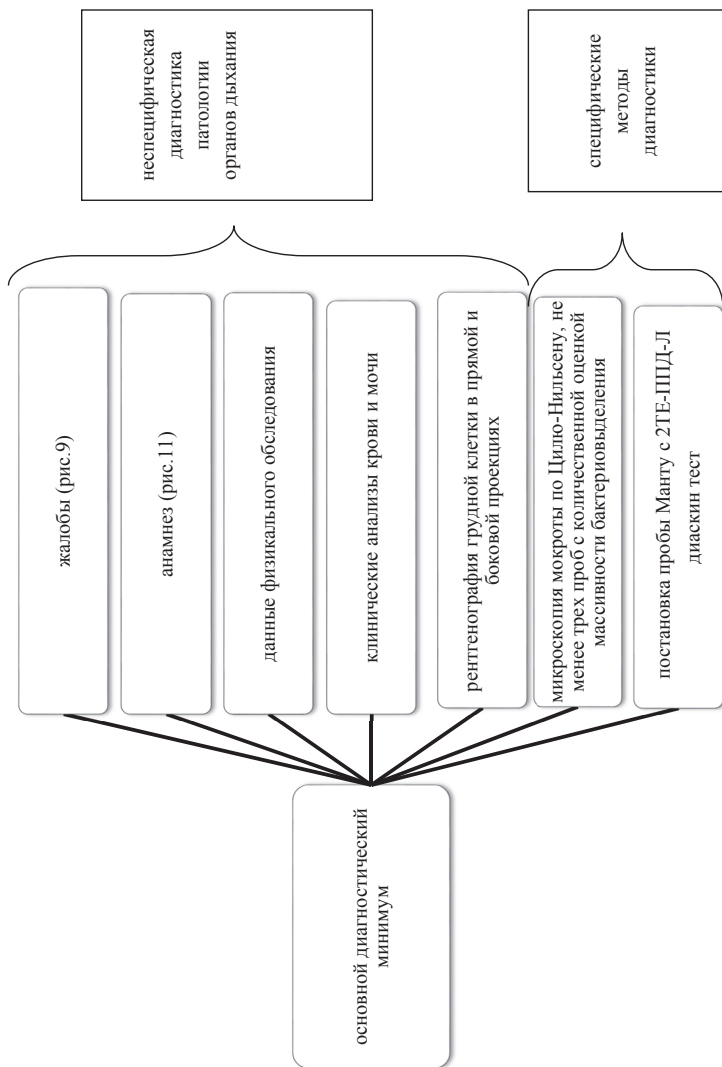 основной диагностический
минимум
жалобы (рис.9)
анамнез (рис.11)
данные физикального обследования
клинические анализы крови и мочи
рентгенография грудной клетки в прямой и
боковой проекциях
микроскопия мокроты по Цилю-Нильсену, не
менее трех проб с количественной оценкой
массивности бактериовыделения
постановка пробы Манту с 2ТЕ-ППД-Л
диаскин тест
неспецифическая
диагностика
патологии
органов дыхания
специфические
методы
диагностики